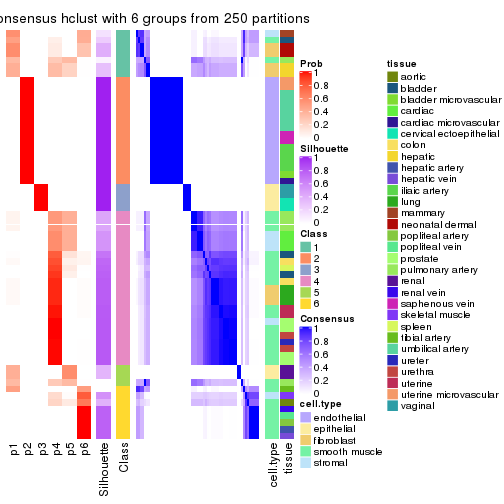 onsensus hclust with 6 groups from 250 partitions
Prob
1
0.8
0.6
0.4
0.2
0
Silhouette
1
0.8
0.6
0.4
0.2
0
Class
1
2
3
4
5
6
Consensus
1
0.8
0.6
0.4
0.2
0
cell.type
endothelial
epithelial
fibroblast
smooth muscle
stromal
tissue
aortic
bladder
bladder microvascular
cardiac
cardiac microvascular
cervical ectoepithelial
colon
hepatic
hepatic artery
hepatic vein
iliaic artery
lung
mammary
neonatal dermal
popliteal artery
popliteal vein
prostate
pulmonary artery
renal
renal vein
saphenous vein
skeletal muscle
spleen
tibial artery
umbilical artery
ureter
urethra
uterine
uterine microvascular
vaginal
p1
p2
p3
p4
p5
p6
Silhouette
Class
cell.type
tissue